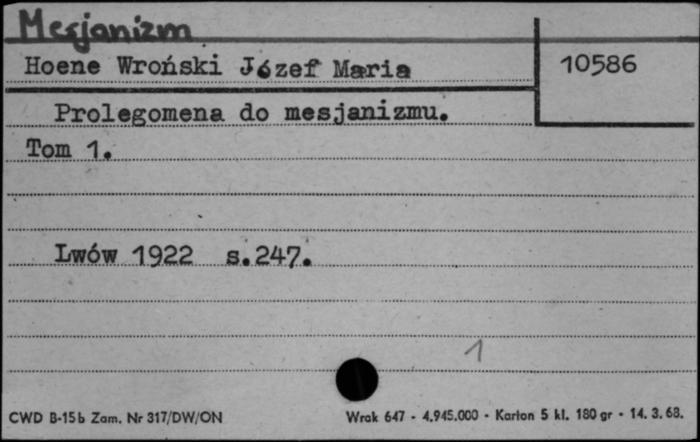 Mesjanizm
Hoene Wroński Józef Maria
10586
Prolegomena do mesjanizmu.
Tom 1.
Lwów 1922 s.247.
1
CWD B-15b Zam. Nr 317/DW/ON
Wrak 647 - 4.945.000 - Karton 5 kl. 180 gr - 14. 3. 68.